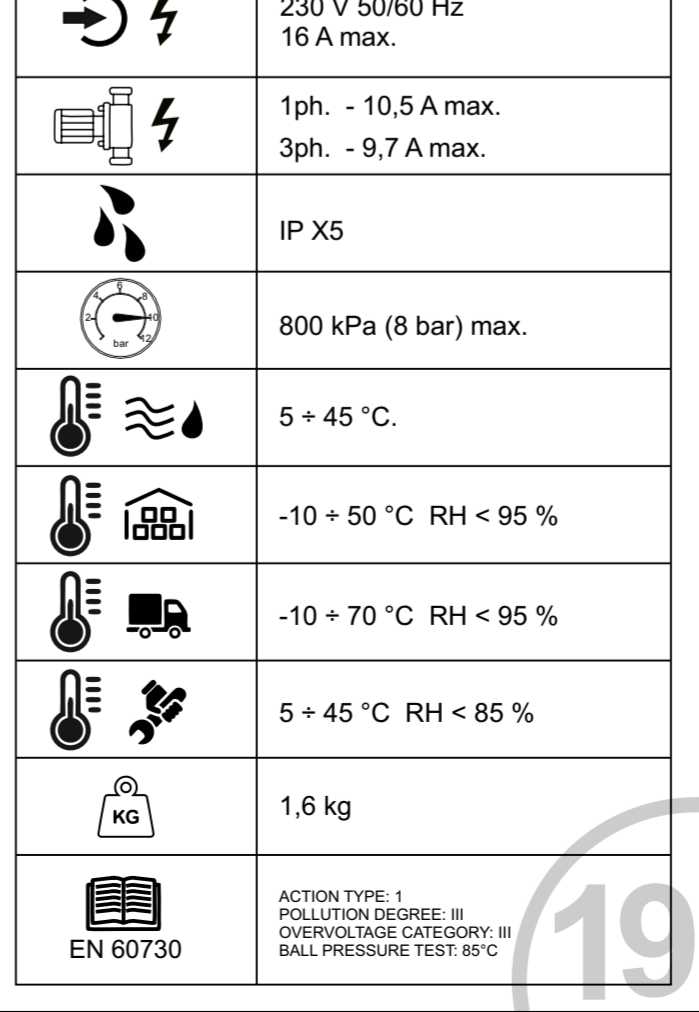 230 V 50/60 Hz
16 A max.
1ph. - 10,5 A max.
3ph. - 9,7 A max.
IP X5
2 4 6 8 10 12
bar
800 kPa (8 bar) max.
5 ÷ 45 °C.
-10 ÷ 50 °C RH < 95 %
-10 ÷ 70 °C RH < 95 %
5 ÷ 45 °C RH < 85 %
KG
1,6 kg
EN 60730
ACTION TYPE: 1
POLLUTION DEGREE: III
OVERVOLTAGE CATEGORY: III
BALL PRESSURE TEST: 85°C
19